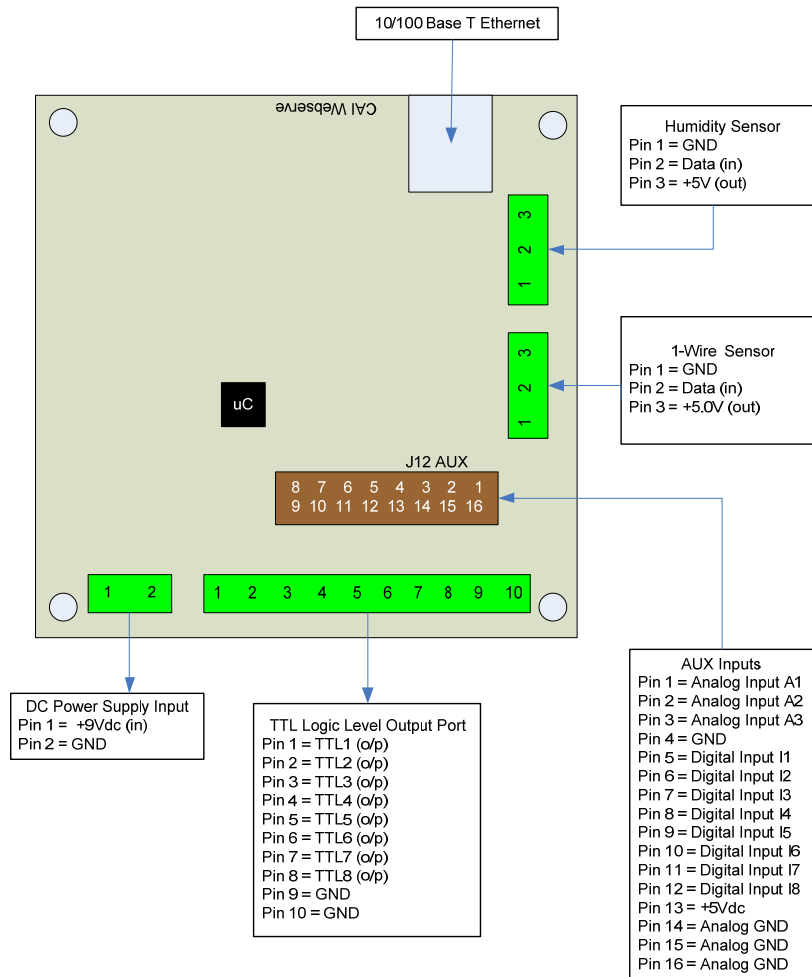 10/100 Base T Ethernet
CAI Webserve
Humidity Sensor
Pin 1 = GND
Pin 2 = Data (in)
Pin 3 = +5V (out)
3
2
1
1-Wire Sensor
Pin 1 = GND
Pin 2 = Data (in)
Pin 3 = +5.0V (out)
3
2
1
uC
J12 AUX
8 7 6 5 4 3 2 1
9 10 11 12 13 14 15 16
1 2
1 2 3 4 5 6 7 8 9 10
DC Power Supply Input
Pin 1 = +9Vdc (in)
Pin 2 = GND
TTL Logic Level Output Port
Pin 1 = TTL1 (o/p)
Pin 2 = TTL2 (o/p)
Pin 3 = TTL3 (o/p)
Pin 4 = TTL4 (o/p)
Pin 5 = TTL5 (o/p)
Pin 6 = TTL6 (o/p)
Pin 7 = TTL7 (o/p)
Pin 8 = TTL8 (o/p)
Pin 9 = GND
Pin 10 = GND
AUX Inputs
Pin 1 = Analog Input A1
Pin 2 = Analog Input A2
Pin 3 = Analog Input A3
Pin 4 = GND
Pin 5 = Digital Input I1
Pin 6 = Digital Input I2
Pin 7 = Digital Input I3
Pin 8 = Digital Input I4
Pin 9 = Digital Input I5
Pin 10 = Digital Input I6
Pin 11 = Digital Input I7
Pin 12 = Digital Input I8
Pin 13 = +5Vdc
Pin 14 = Analog GND
Pin 15 = Analog GND
Pin 16 = Analog GND